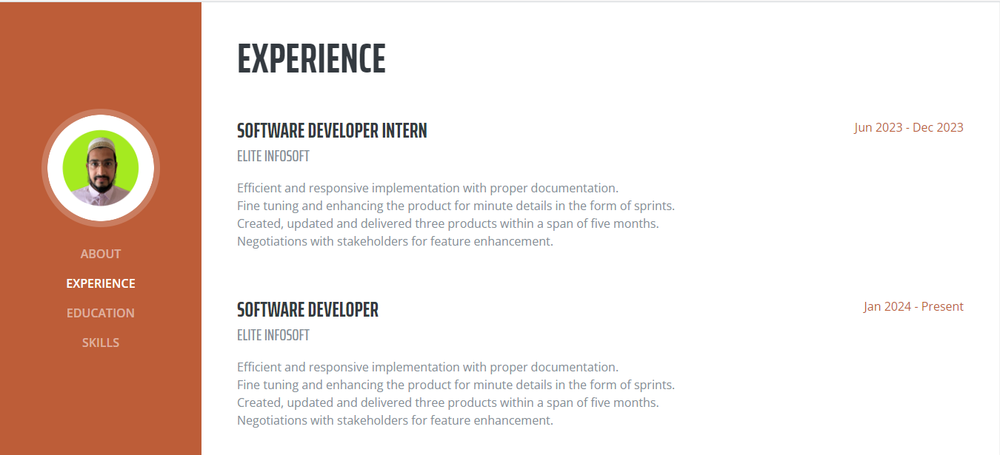 EXPERIENCE
SOFTWARE DEVELOPER INTERN
Jun 2023 - Dec 2023
ELITE INFOSOFT
Efficient and responsive implementation with proper documentation.
Fine tuning and enhancing the product for minute details in the form of sprints.
Created, updated and delivered three products within a span of five months.
Negotiations with stakeholders for feature enhancement.
SOFTWARE DEVELOPER
Jan 2024 - Present
ELITE INFOSOFT
Efficient and responsive implementation with proper documentation.
Fine tuning and enhancing the product for minute details in the form of sprints.
Created, updated and delivered three products within a span of five months.
Negotiations with stakeholders for feature enhancement.
ABOUT
EXPERIENCE
EDUCATION
SKILLS